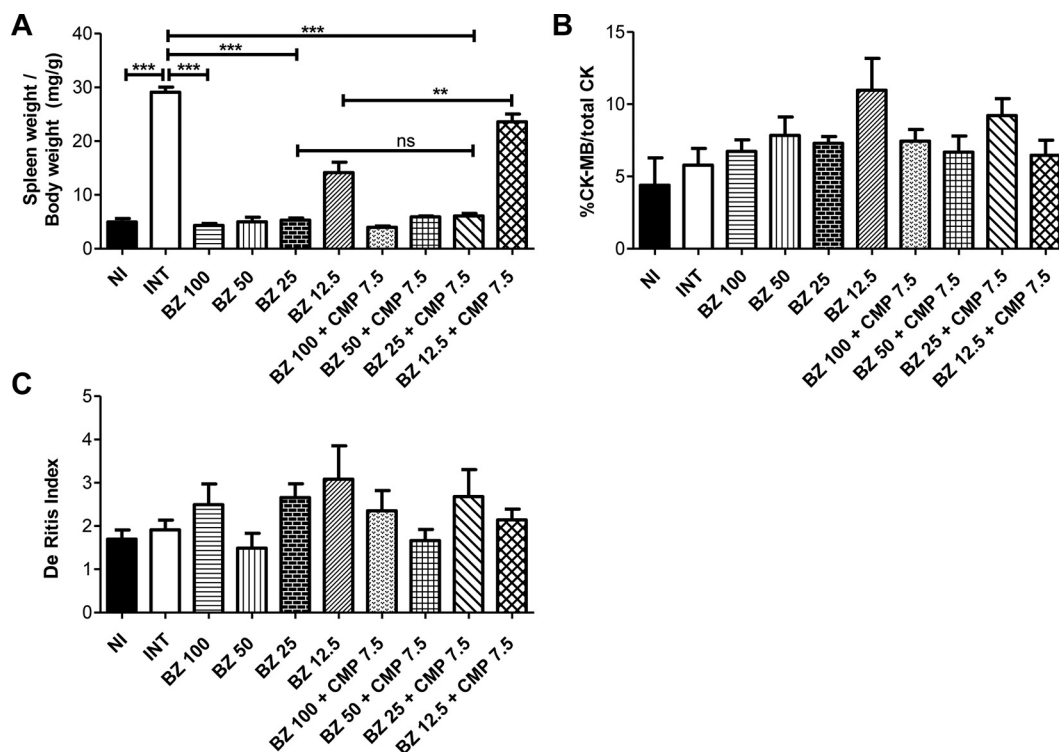 A
Spleen weight /
Body weight (mg/g)
40
30
20
10
0
***
***
***
***
**
ns
NI
INT
BZ 100
BZ 50
BZ 25
BZ 12.5
BZ 100 + CMP 7.5
BZ 50 + CMP 7.5
BZ 25 + CMP 7.5
BZ 12.5 + CMP 7.5
B
%CK-MB/total CK
15
10
5
0
NI
INT
BZ 100
BZ 50
BZ 25
BZ 12.5
BZ 100 + CMP 7.5
BZ 50 + CMP 7.5
BZ 25 + CMP 7.5
BZ 12.5 + CMP 7.5
C
De Ritis Index
5
4
3
2
1
0
NI
INT
BZ 100
BZ 50
BZ 25
BZ 12.5
BZ 100 + CMP 7.5
BZ 50 + CMP 7.5
BZ 25 + CMP 7.5
BZ 12.5 + CMP 7.5